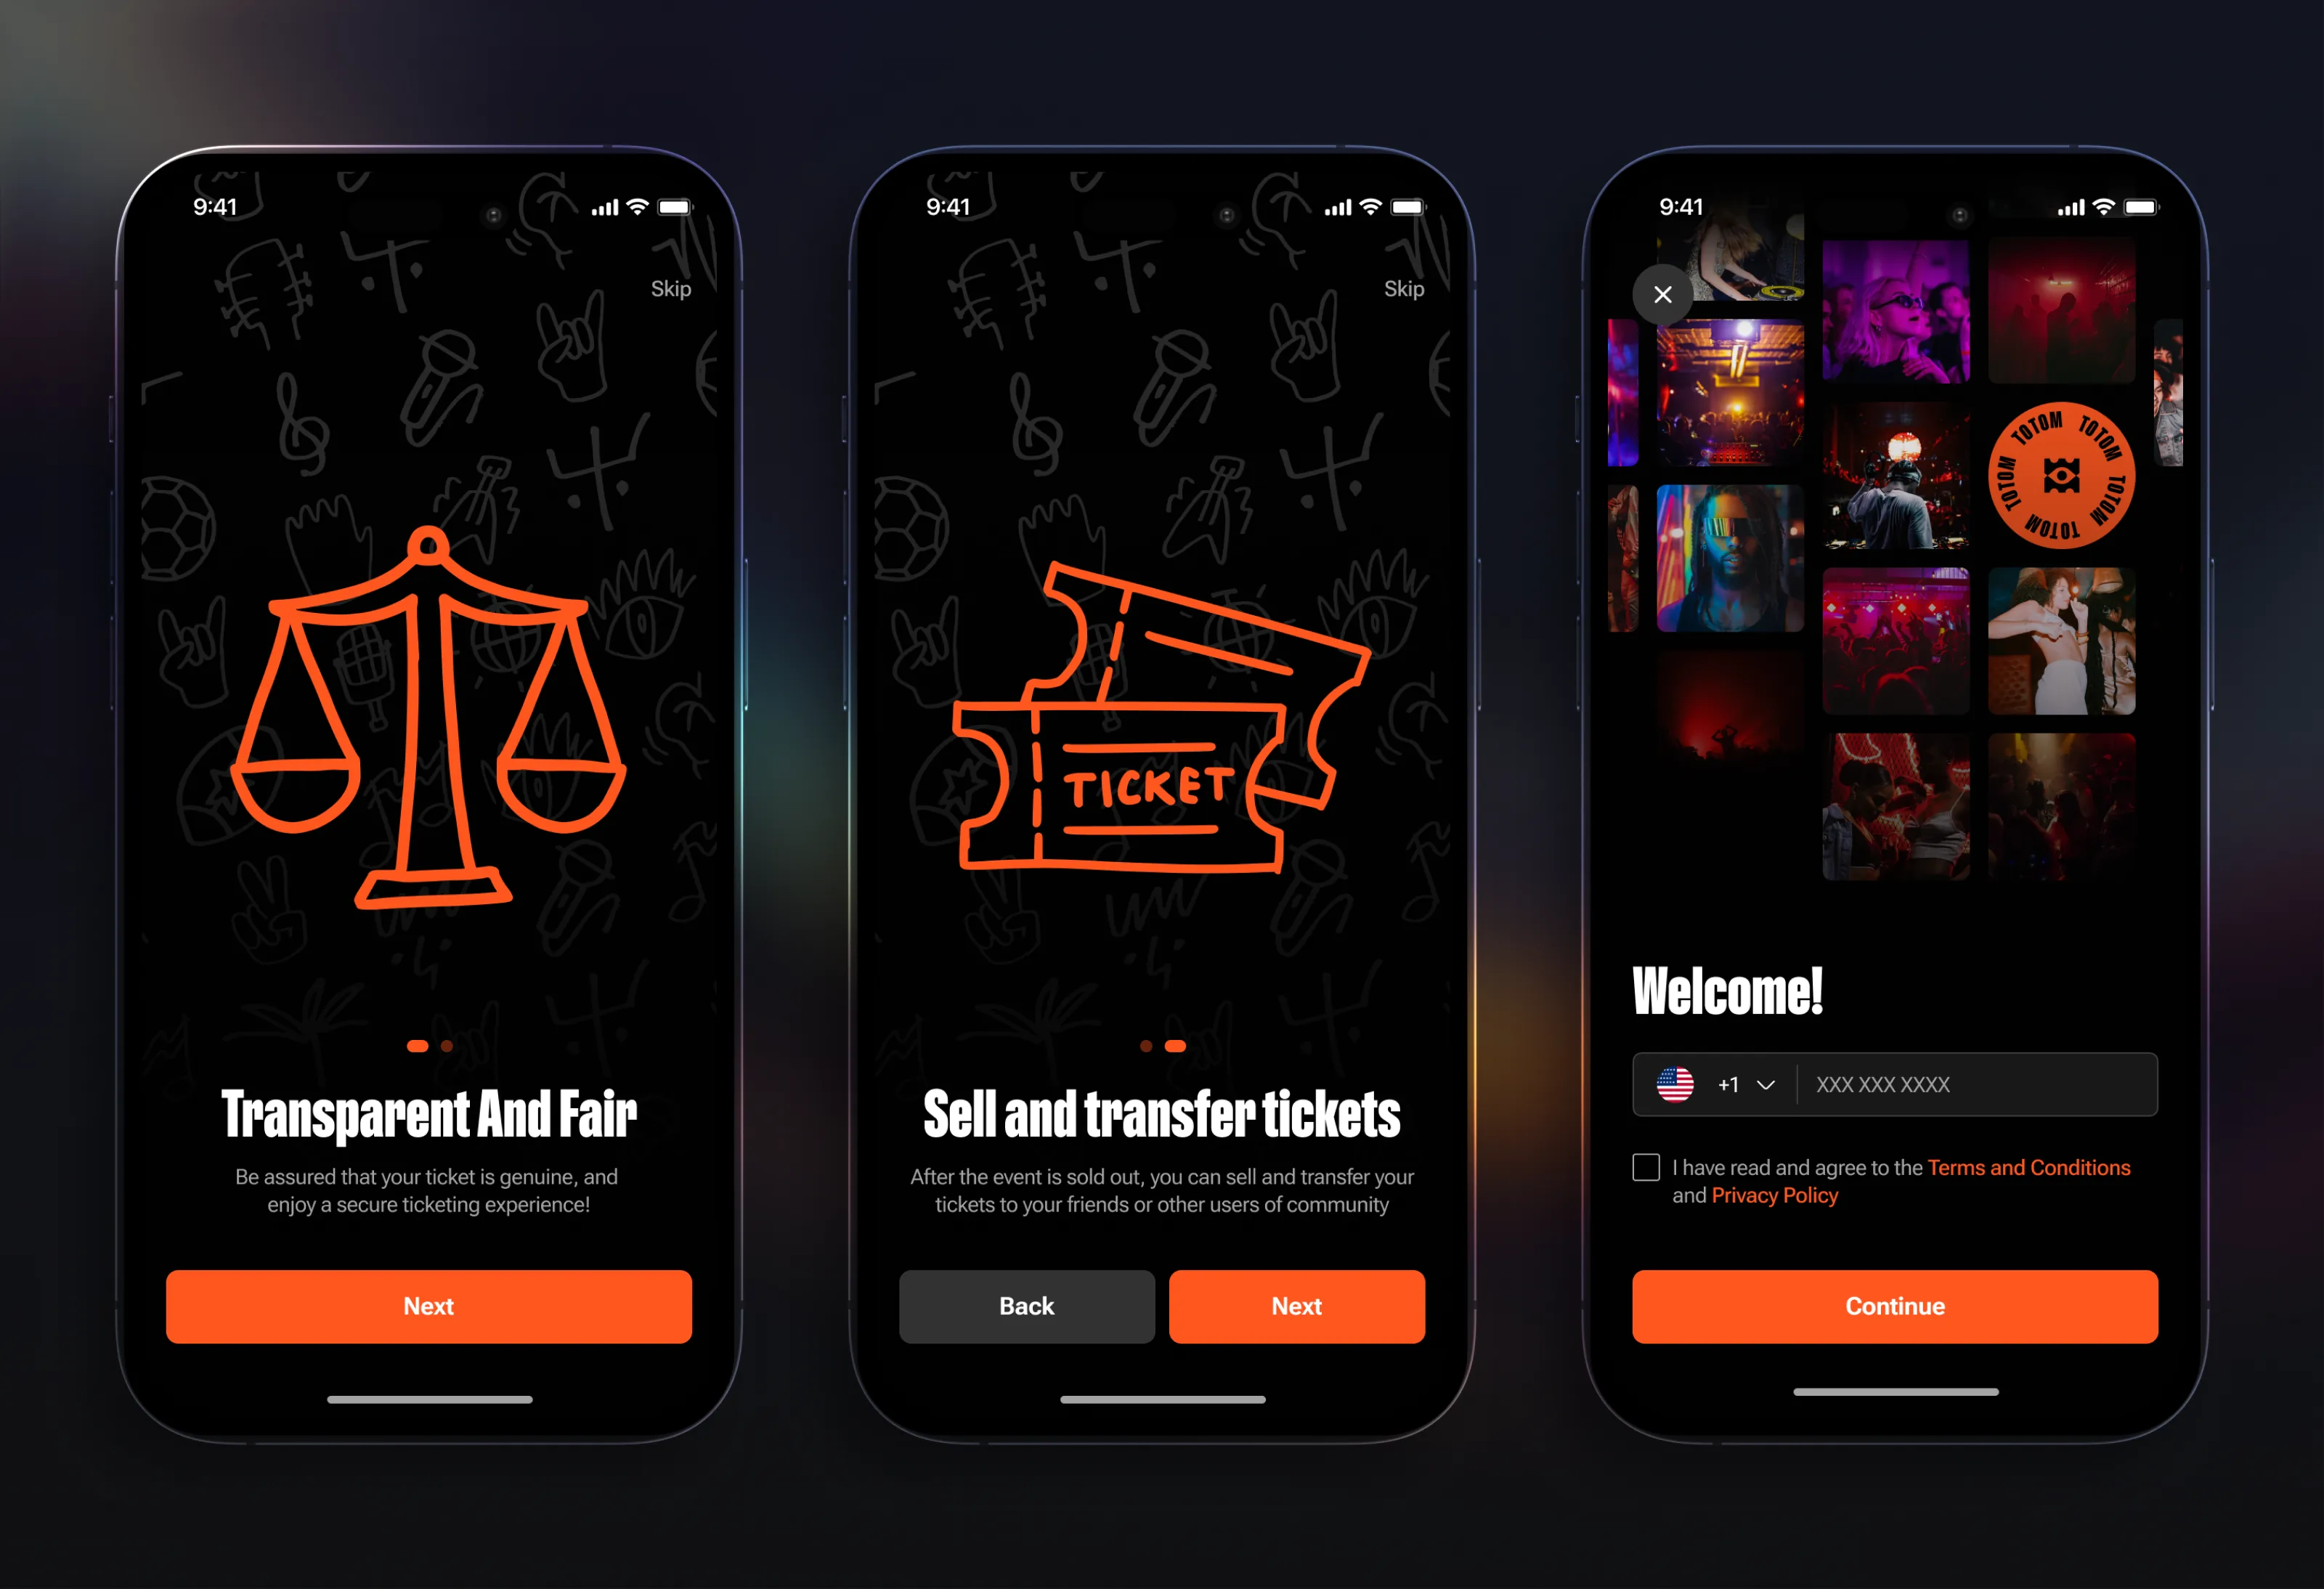 9:41
Skip
Transparent And Fair
Be assured that your ticket is genuine, and
enjoy a secure ticketing experience!
Next
9:41
Skip
TICKET
Sell and transfer tickets
After the event is sold out, you can sell and transfer your
tickets to your friends or other users of community
Back
Next
9:41
TOTOM TOTOM TOTOM TOTOM TOTOM
Welcome!
+1
XXX XXX XXXX
I have read and agree to the Terms and Conditions
and Privacy Policy
Continue